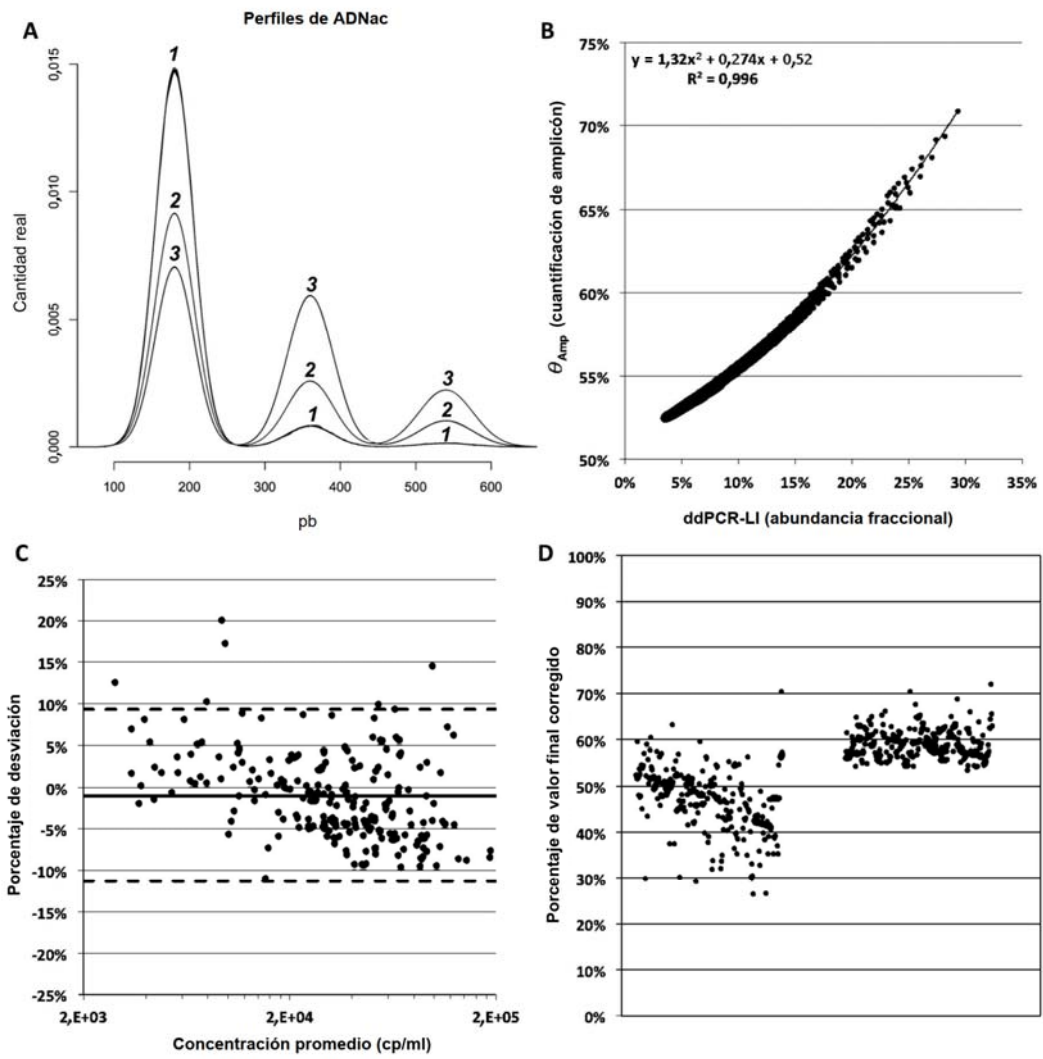 A
Perfiles de ADNac
Cantidad real
0,015
0,010
0,005
0,000
1
2
3
3
2
1
3
2
1
100 200 300 400 500 600
pb
B
y = 1,32x² + 0,274x + 0,52
R² = 0,996
θAmp (cuantificación de amplicón)
75%
70%
65%
60%
55%
50%
0% 5% 10% 15% 20% 25% 30% 35%
ddPCR-LI (abundancia fraccional)
C
Porcentaje de desviación
25%
20%
15%
10%
5%
0%
-5%
-10%
-15%
-20%
-25%
2,E+03 2,E+04 2,E+05
Concentración promedio (cp/ml)
D
Porcentaje de valor final corregido
100%
90%
80%
70%
60%
50%
40%
30%
20%
10%
0%